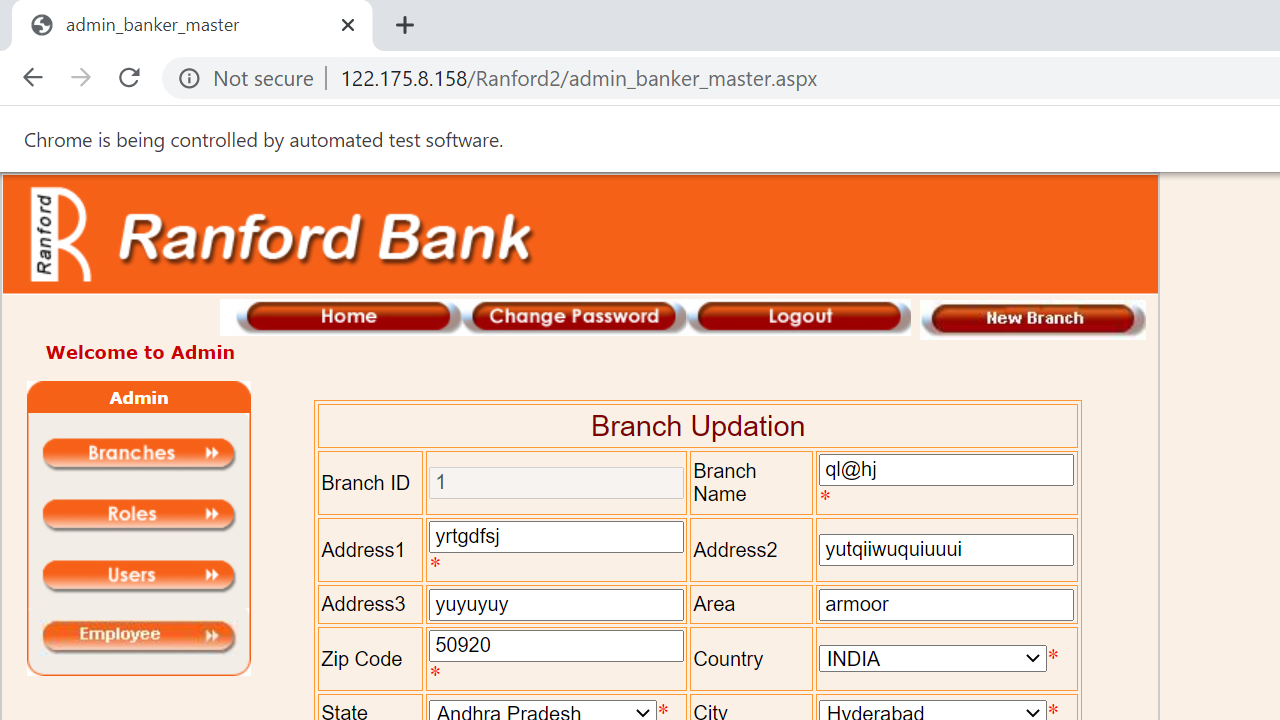 admin_banker_master
Not secure
122.175.8.158/Ranford2/admin_banker_master.aspx
Chrome is being controlled by automated test software.
Ranford
Ranford Bank
Home
Change Password
Logout
New Branch
Welcome to Admin
Admin
Branches
Roles
Users
Employee
Branch Updation
Branch ID
1
Branch
Name
ql@hj
*
Address1
yrtgdfsj
*
Address2
yutqiiwuquiuuui
Address3
yuyuyuy
Area
armoor
Zip Code
50920
*
Country
INDIA
*
State
Andhra Pradesh
*
City
Hyderabad
*